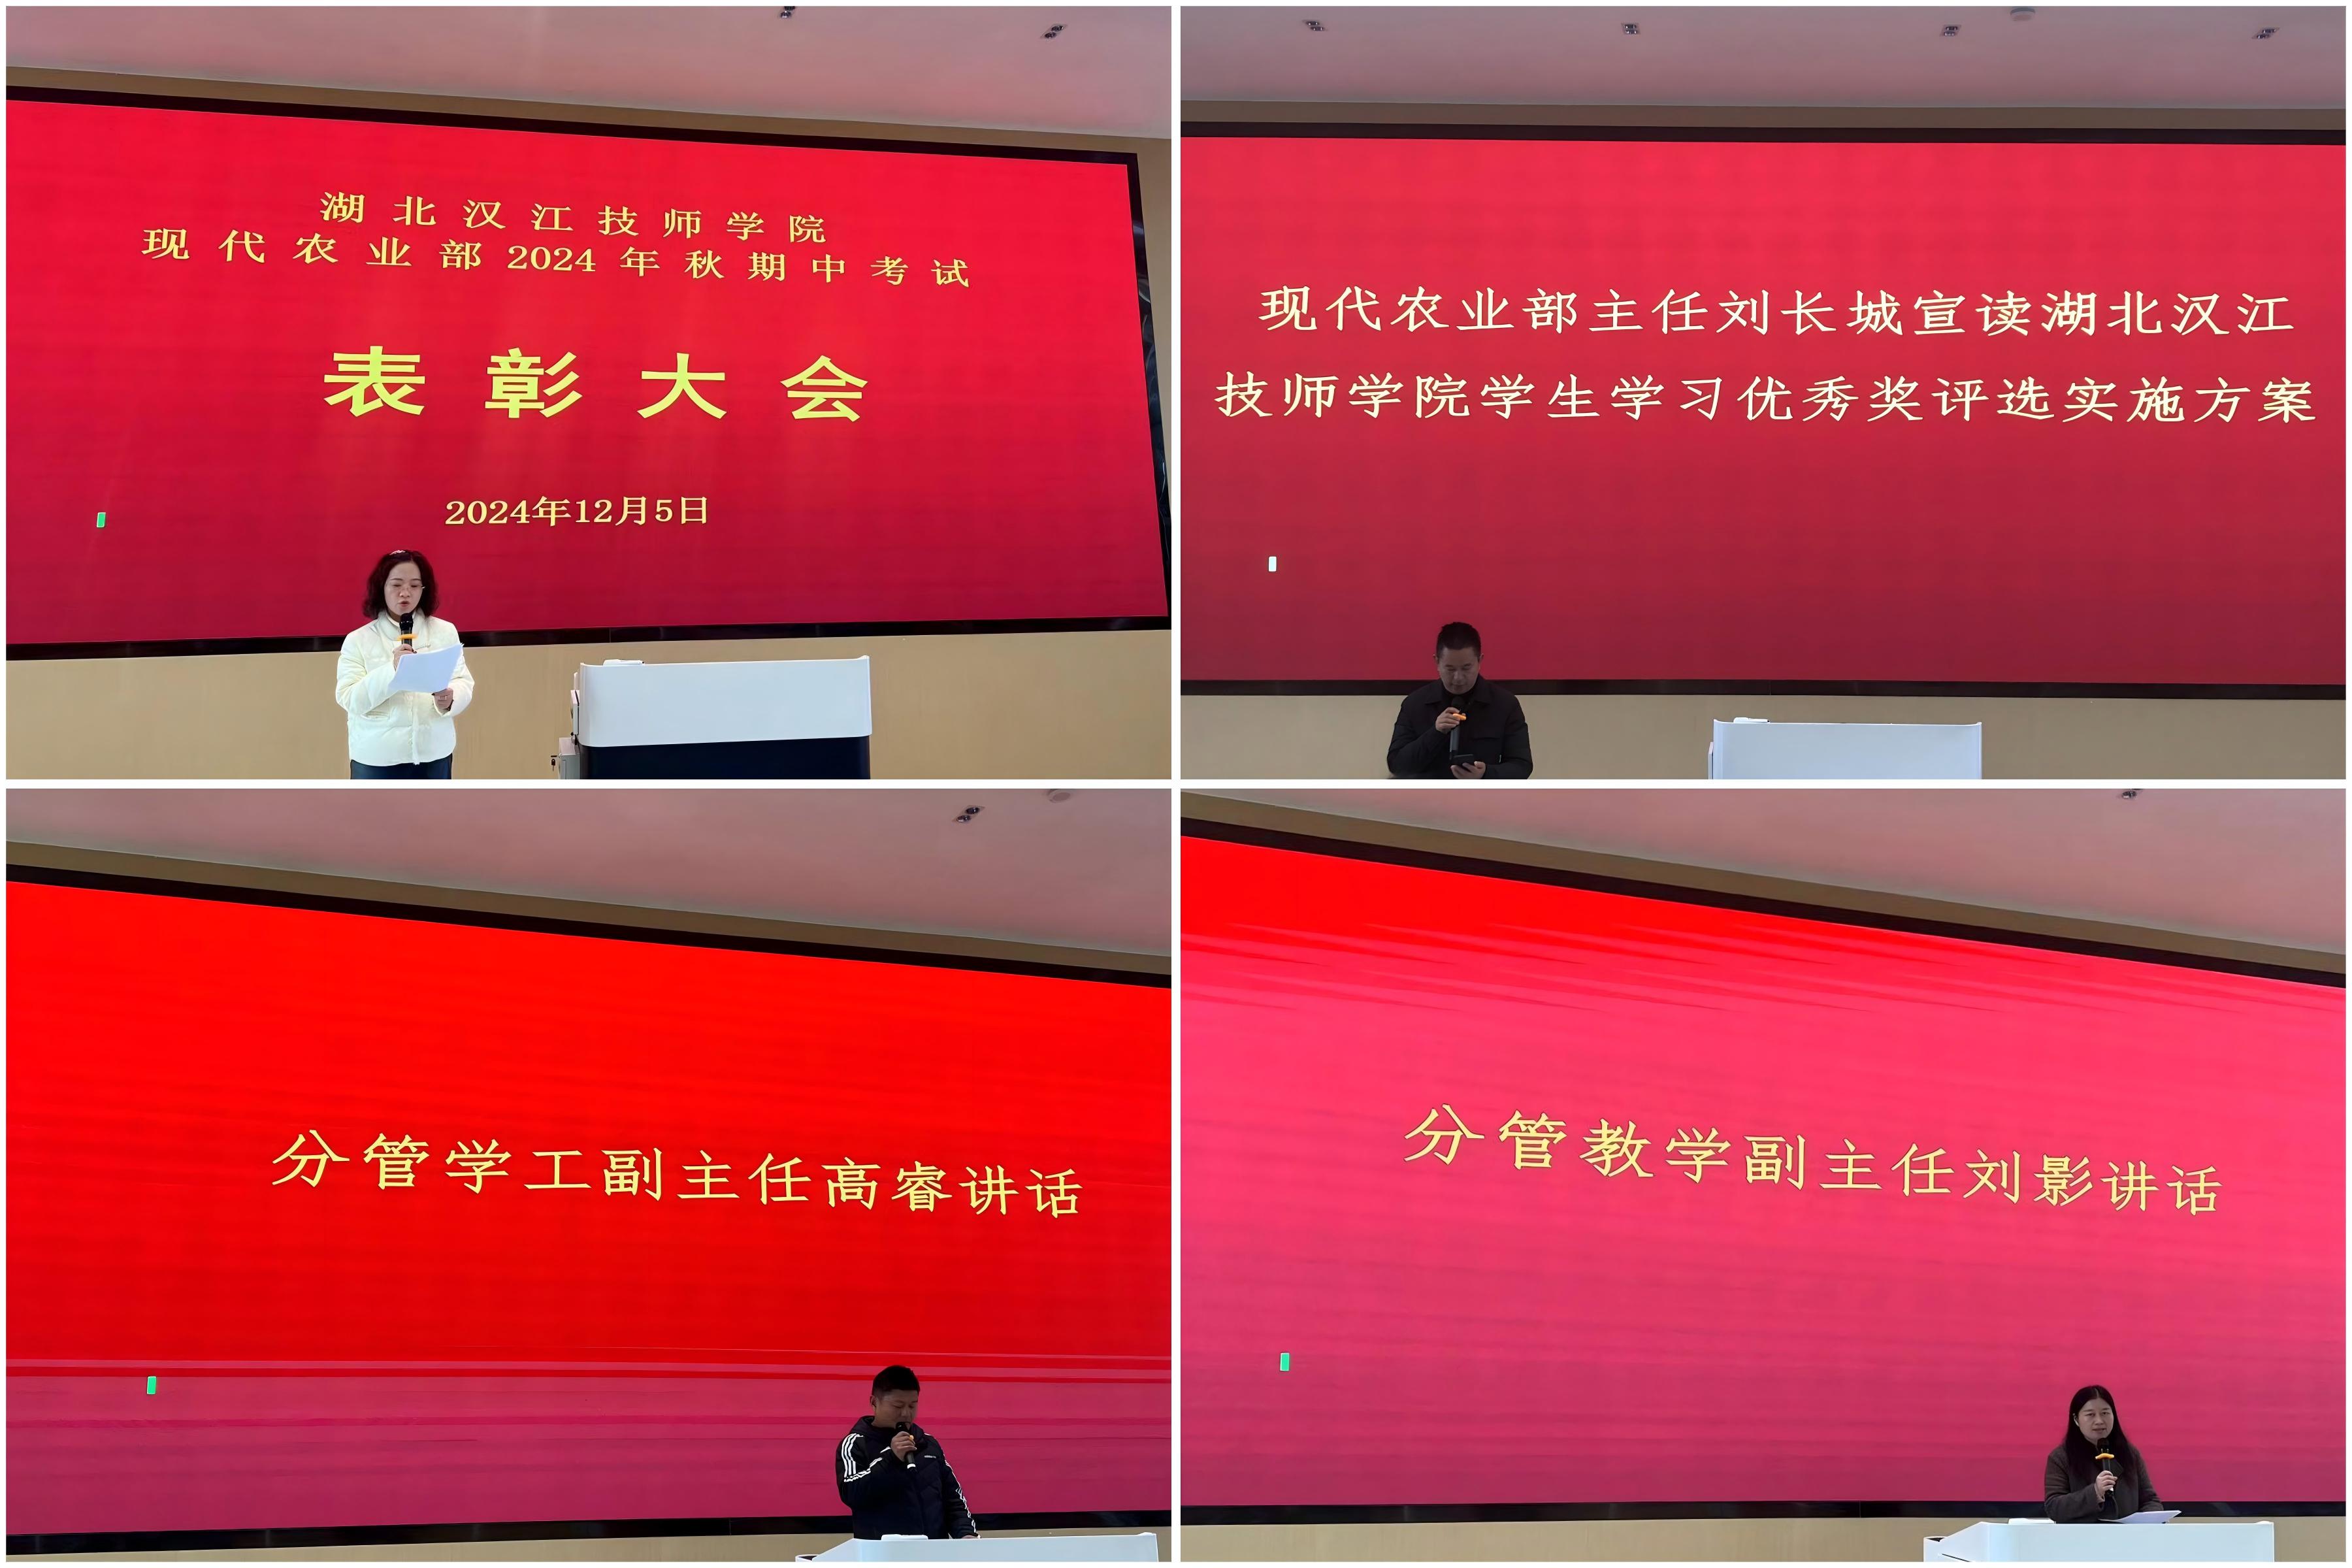 湖北汉江技师学院
现代农业部2024年秋期中考试
表彰大会
2024年12月5日
现代农业部主任刘长城宣读湖北汉江
技师学院学生学习优秀奖评选实施方案
分管学工副主任高睿讲话
分管教学副主任刘影讲话